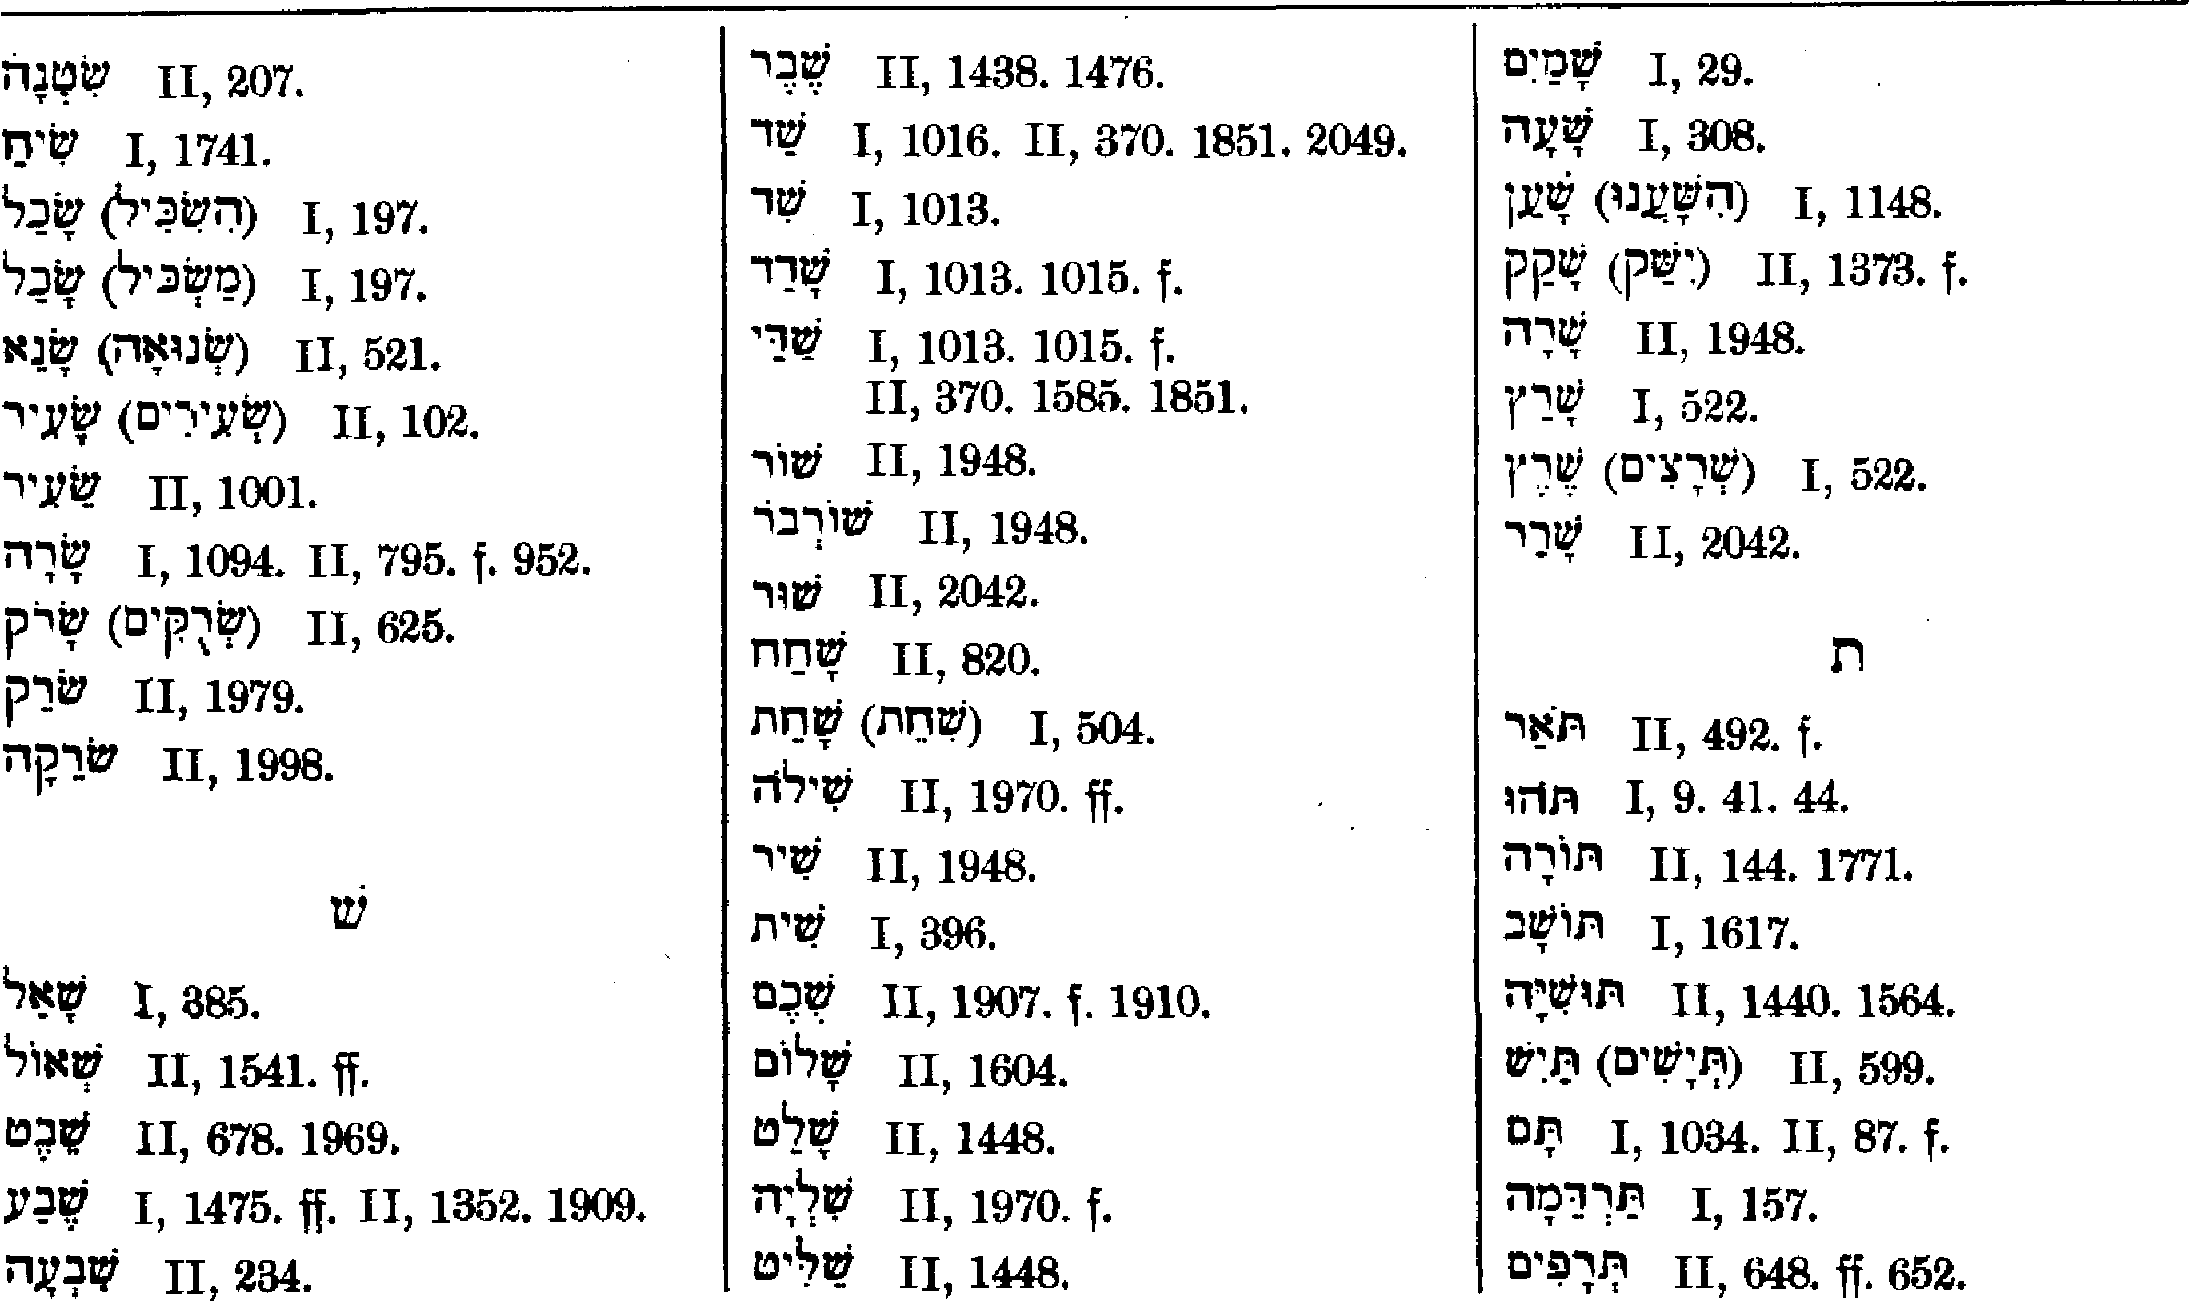 שִׂטְנָה II, 207.
שִׂיחַ I, 1741.
שָׂכַל (הִשְׂכִּיל) I, 197.
שָׂכַל (מַשְׂכִּיל) I, 197.
שָׂנֵא (שְׂנוּאָה) II, 521.
שָׂעִיר (שְׂעִירִים) II, 102.
שֵׂעִיר II, 1001.
שָׂרָה I, 1094. II, 795. f. 952.
שָׂרֹק (שְׂרֻקִּים) II, 625.
שֹׂרֵק II, 1979.
שֹׂרֵקָה II, 1998.
שׁ
שָׁאַל I, 385.
שְׁאוֹל II, 1541. ff.
שֵׁבֶט II, 678. 1969.
שֶׁבַע I, 1475. ff. II, 1352. 1909.
שִׁבְעָה II, 234.
שֶׁבֶר II, 1438. 1476.
שַׁד I, 1016. II, 370. 1851. 2049.
שֹׁד I, 1013.
שָׁדַד I, 1013. 1015. f.
שַׁדַּי I, 1013. 1015. f.
II, 370. 1585. 1851.
שׁוֹר II, 1948.
שׁוֹרְבּר II, 1948.
שׁוּר II, 2042.
שָׁחַח II, 820.
שָׁחַת (שִׁחֵת) I, 504.
שִׁילֹה II, 1970. ff.
שִׁיר II, 1948.
שִׁית I, 396.
שְׁכֶם II, 1907. f. 1910.
שָׁלוֹם II, 1604.
שָׁלַט II, 1448.
שִׁלְיָה II, 1970. f.
שַׁלִּיט II, 1448.
שָׁמַיִם I, 29.
שָׁעָה I, 308.
שָׁעַן (הִשָּׁעֲנוּ) I, 1148.
שָׁקַק (יִשַּׁק) II, 1373. f.
שָׁרָה II, 1948.
שָׁרַץ I, 522.
שֶׁרֶץ (שְׁרָצִים) I, 522.
שָׁרַר II, 2042.
ת
תֹּאַר II, 492. f.
תֹּהוּ I, 9. 41. 44.
תּוֹרָה II, 144. 1771.
תּוֹשָׁב I, 1617.
תּוּשִׁיָּה II, 1440. 1564.
תַּיִשׁ (תְּיָשִׁים) II, 599.
תָּם I, 1034. II, 87. f.
תַּרְדֵּמָה I, 157.
תְּרָפִים II, 648. ff. 652.